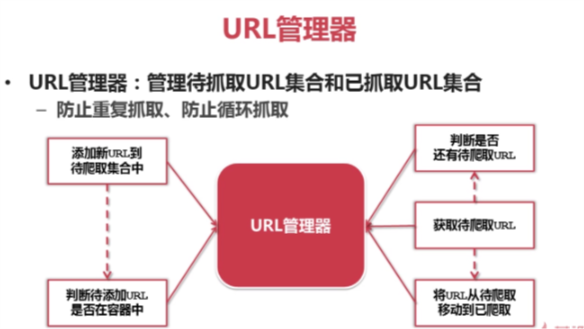 URL管理器
• URL管理器：管理待抓取URL集合和已抓取URL集合
– 防止重复抓取、防止循环抓取
添加新URL到
待爬取集合中
判断待添加URL
是否在容器中
URL管理器
判断是否
还有待爬取URL
获取待爬取URL
将URL从待爬取
移动到已爬取